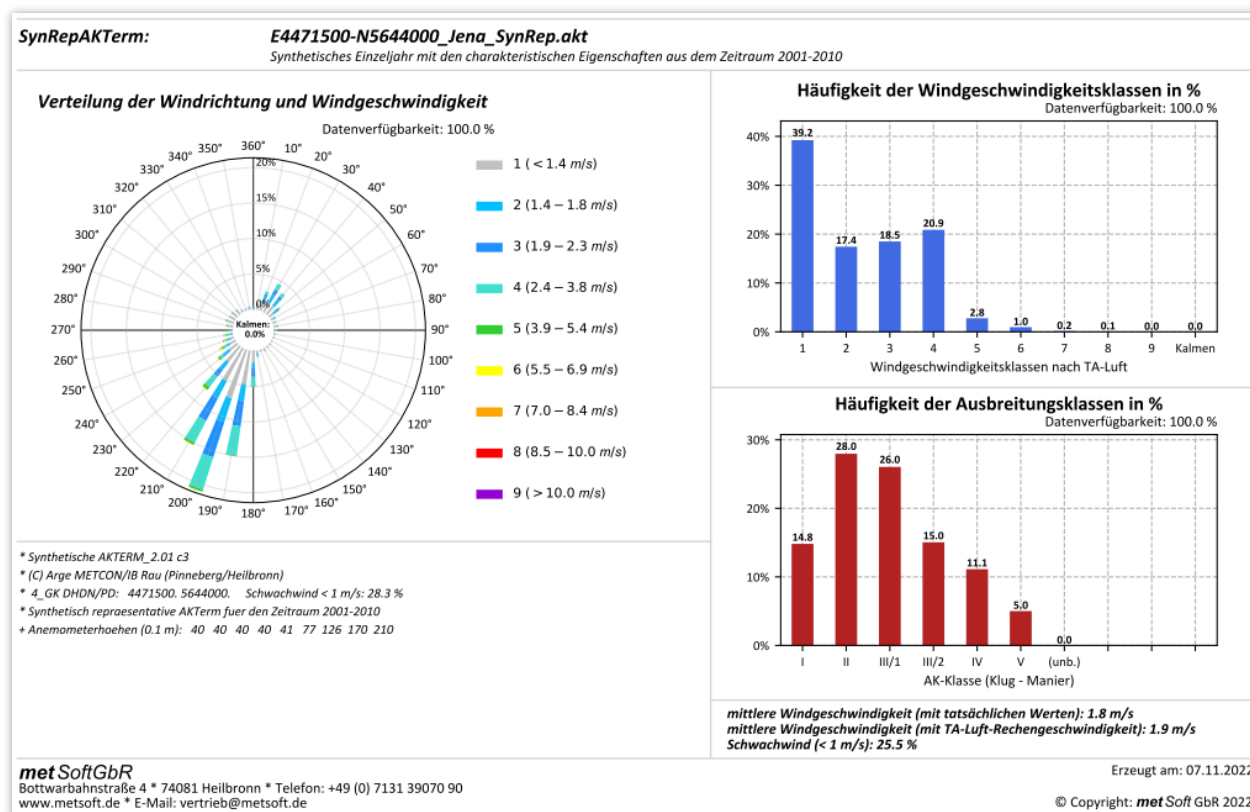 SynRepAKTerm: E4471500-N5644000_Jena_SynRep.akt
Synthetisches Einzeljahr mit den charakteristischen Eigenschaften aus dem Zeitraum 2001-2010
Verteilung der Windrichtung und Windgeschwindigkeit
Datenverfügbarkeit: 100.0 %
360°
10°
20°
30°
40°
50°
60°
70°
80°
90°
100°
110°
120°
130°
140°
150°
160°
170°
180°
190°
200°
210°
220°
230°
240°
250°
260°
270°
280°
290°
300°
310°
320°
330°
340°
350°
20%
15%
10%
5%
0%
Kalmen:
0.0%
1 (< 1.4 m/s)
2 (1.4 – 1.8 m/s)
3 (1.9 – 2.3 m/s)
4 (2.4 – 3.8 m/s)
5 (3.9 – 5.4 m/s)
6 (5.5 – 6.9 m/s)
7 (7.0 – 8.4 m/s)
8 (8.5 – 10.0 m/s)
9 (> 10.0 m/s)
* Synthetische AKTERM_2.01 c3
* (C) Arge METCON/IB Rau (Pinneberg/Heilbronn)
* 4_GK DHDN/PD: 4471500. 5644000. Schwachwind < 1 m/s: 28.3 %
* Synthetisch repraesentative AKTerm fuer den Zeitraum 2001-2010
+ Anemometerhoehen (0.1 m): 40 40 40 40 41 77 126 170 210
Häufigkeit der Windgeschwindigkeitsklassen in %
Datenverfügbarkeit: 100.0 %
40%
30%
20%
10%
0%
39.2
17.4
18.5
20.9
2.8
1.0
0.2
0.1
0.0
0.0
1 2 3 4 5 6 7 8 9 Kalmen
Windgeschwindigkeitsklassen nach TA-Luft
Häufigkeit der Ausbreitungsklassen in %
Datenverfügbarkeit: 100.0 %
30%
20%
10%
0%
14.8
28.0
26.0
15.0
11.1
5.0
0.0
I II III/1 III/2 IV V (unb.)
AK-Klasse (Klug - Manier)
mittlere Windgeschwindigkeit (mit tatsächlichen Werten): 1.8 m/s
mittlere Windgeschwindigkeit (mit TA-Luft-Rechengeschwindigkeit): 1.9 m/s
Schwachwind (< 1 m/s): 25.5 %
met SoftGbR
Bottwarbahnstraße 4 * 74081 Heilbronn * Telefon: +49 (0) 7131 39070 90
www.metsoft.de * E-Mail: vertrieb@metsoft.de
Erzeugt am: 07.11.2022
© Copyright: met Soft GbR 2022